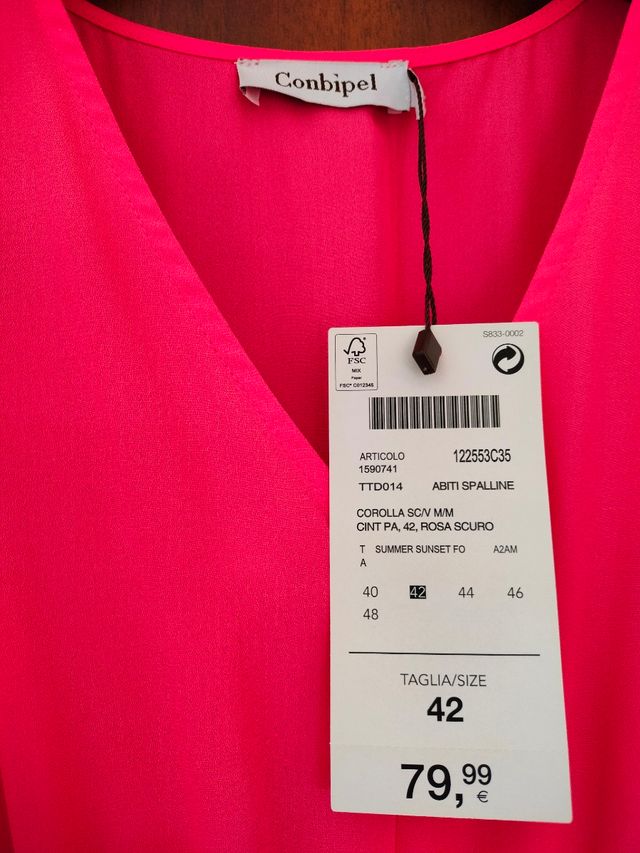 Conbipel
S833-0002
FSC
MIX
Paper
FSC® C012345
ARTICOLO
1590741
122553C35
TTD014 ABITI SPALLINE
COROLLA SC/V M/M
CINT PA, 42, ROSA SCURO
T SUMMER SUNSET FO A2AM
A
40 42 44 46
48
TAGLIA/SIZE
42
79,99
€